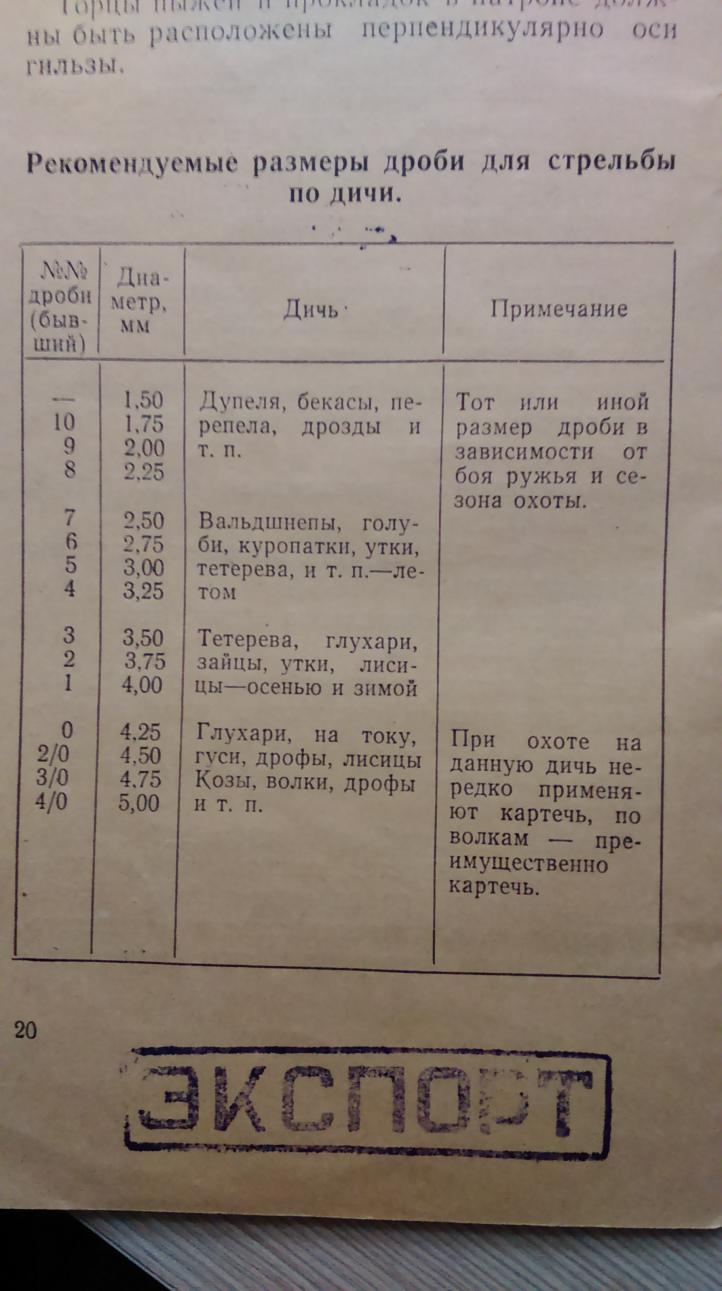 Торцы пыжей и прокладок в патроне долж-
ны быть расположены перпендикулярно оси
гильзы.
Рекомендуемые размеры дроби для стрельбы
по дичи.
№№ дроби (быв-ший) Диа-метр, мм Дичь Примечание
— 1,50 Дупеля, бекасы, пе- Тот или иной
10 1,75 репела, дрозды и размер дроби в
9 2,00 т. п. зависимости от
8 2,25 боя ружья и се-
зона охоты.
7 2,50 Вальдшнепы, голу-
6 2,75 би, куропатки, утки,
5 3,00 тетерева, и т. п.—ле-
4 3,25 том
3 3,50 Тетерева, глухари,
2 3,75 зайцы, утки, лиси-
1 4,00 цы—осенью и зимой
0 4,25 Глухари, на току, При охоте на
2/0 4,50 гуси, дрофы, лисицы данную дичь не-
3/0 4,75 Козы, волки, дрофы редко применя-
4/0 5,00 и т. п. ют картечь, по
волкам — пре-
имущественно
картечь.
20
ЭКСПОРТ